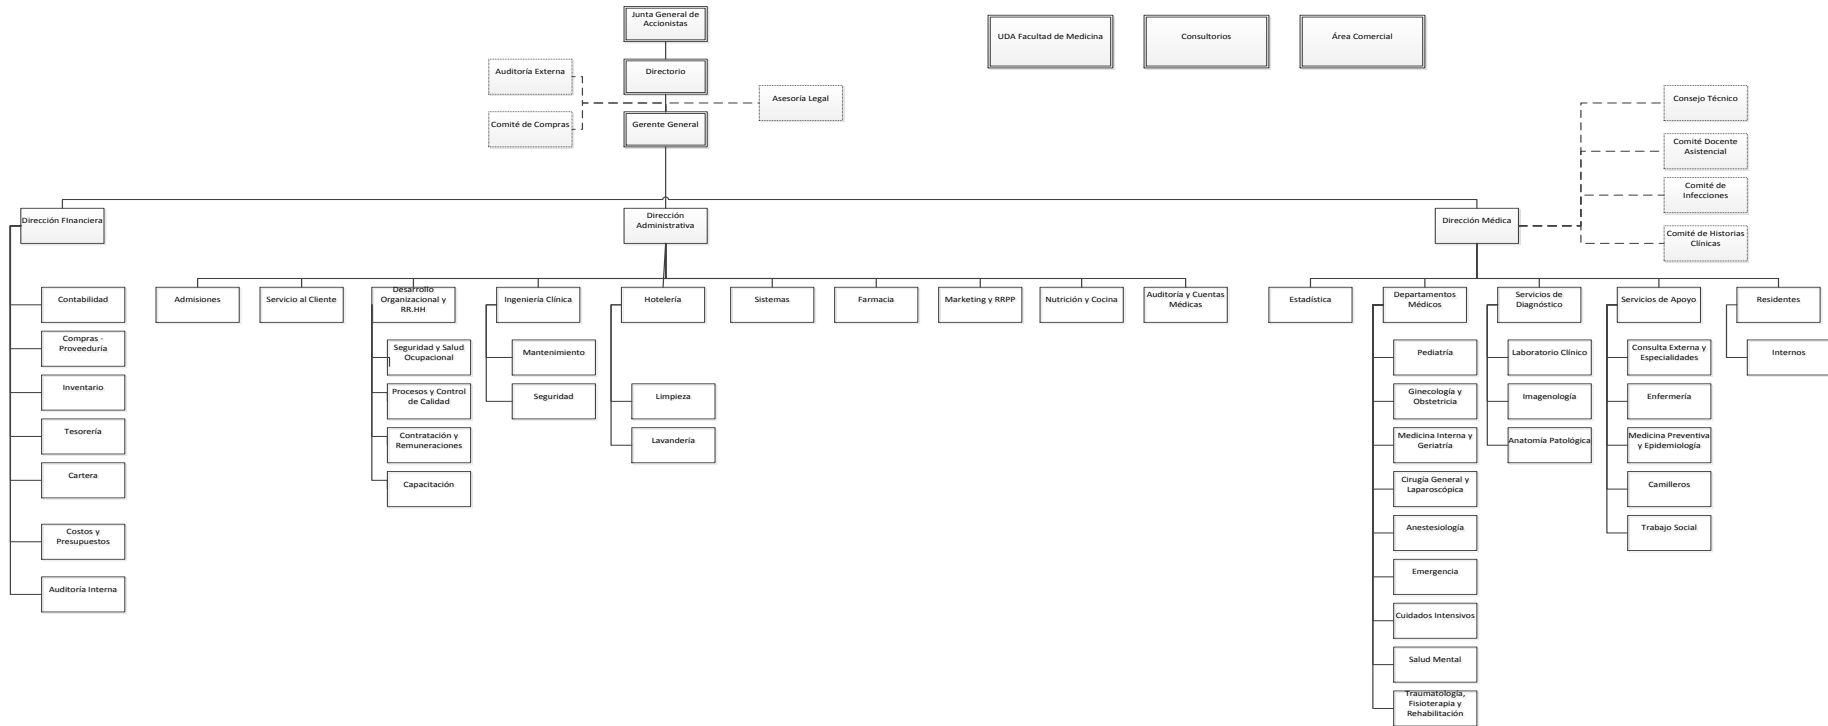 Junta General de
Accionistas
UDA Facultad de Medicina
Consultorios
Área Comercial
Auditoría Externa
Directorio
Asesoría Legal
Consejo Técnico
Comité de Compras
Gerente General
Comité Docente
Asistencial
Comité de
Infecciones
Comité de Historias
Clínicas
Dirección FInanciera
Dirección
Administrativa
Dirección Médica
Contabilidad
Compras -
Proveeduría
Inventario
Tesorería
Cartera
Costos y
Presupuestos
Auditoría Interna
Admisiones
Servicio al Cliente
Desarrollo
Organizacional y
RR.HH
Seguridad y Salud
Ocupacional
Procesos y Control
de Calidad
Contratación y
Remuneraciones
Capacitación
Ingeniería Clínica
Mantenimiento
Seguridad
Hotelería
Limpieza
Lavandería
Sistemas
Farmacia
Marketing y RRPP
Nutrición y Cocina
Auditoría y Cuentas
Médicas
Estadística
Departamentos
Médicos
Pediatría
Ginecología y
Obstetricia
Medicina Interna y
Geriatría
Cirugía General y
Laparoscópica
Anestesiología
Emergencia
Cuidados Intensivos
Salud Mental
Traumatología,
Fisioterapia y
Rehabilitación
Servicios de
Diagnóstico
Laboratorio Clínico
Imagenología
Anatomía Patológica
Servicios de Apoyo
Consulta Externa y
Especialidades
Enfermería
Medicina Preventiva
y Epidemiología
Camilleros
Trabajo Social
Residentes
Internos